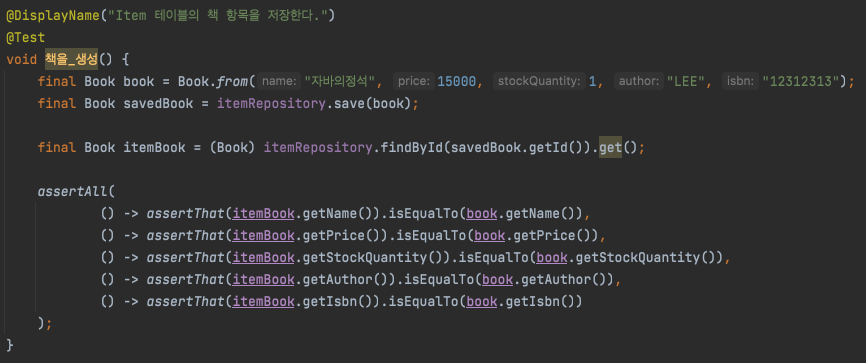 @DisplayName("Item 테이블의 책 항목을 저장한다.")
@Test
void 책을_생성() {
    final Book book = Book.from( name: "자바의정석", price: 15000, stockQuantity: 1, author: "LEE", isbn: "12312313");
    final Book savedBook = itemRepository.save(book);

    final Book itemBook = (Book) itemRepository.findById(savedBook.getId()).get();

    assertAll(
            () -> assertThat(itemBook.getName()).isEqualTo(book.getName()),
            () -> assertThat(itemBook.getPrice()).isEqualTo(book.getPrice()),
            () -> assertThat(itemBook.getStockQuantity()).isEqualTo(book.getStockQuantity()),
            () -> assertThat(itemBook.getAuthor()).isEqualTo(book.getAuthor()),
            () -> assertThat(itemBook.getIsbn()).isEqualTo(book.getIsbn())
    );
}